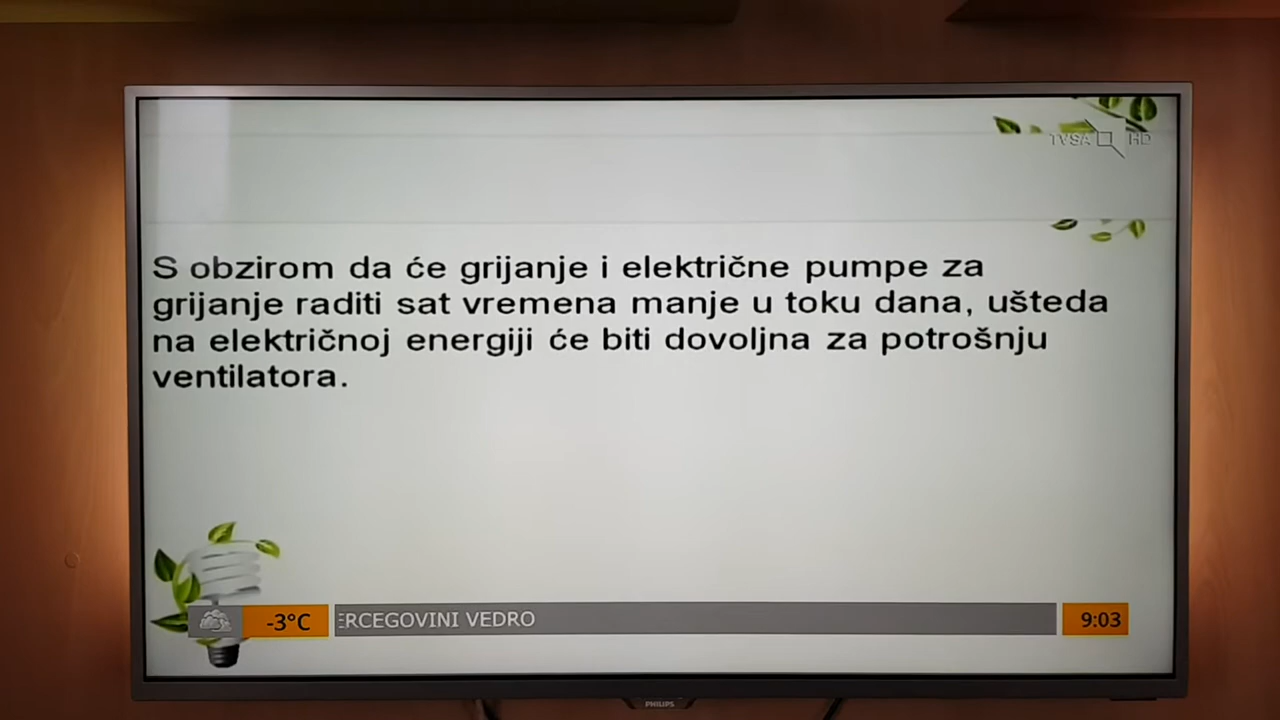 TVSA HD
S obzirom da će grijanje i električne pumpe za
grijanje raditi sat vremena manje u toku dana, ušteda
na električnoj energiji će biti dovoljna za potrošnju
ventilatora.
-3°C
ERCEGOVINI VEDRO
9:03
PHILIPS